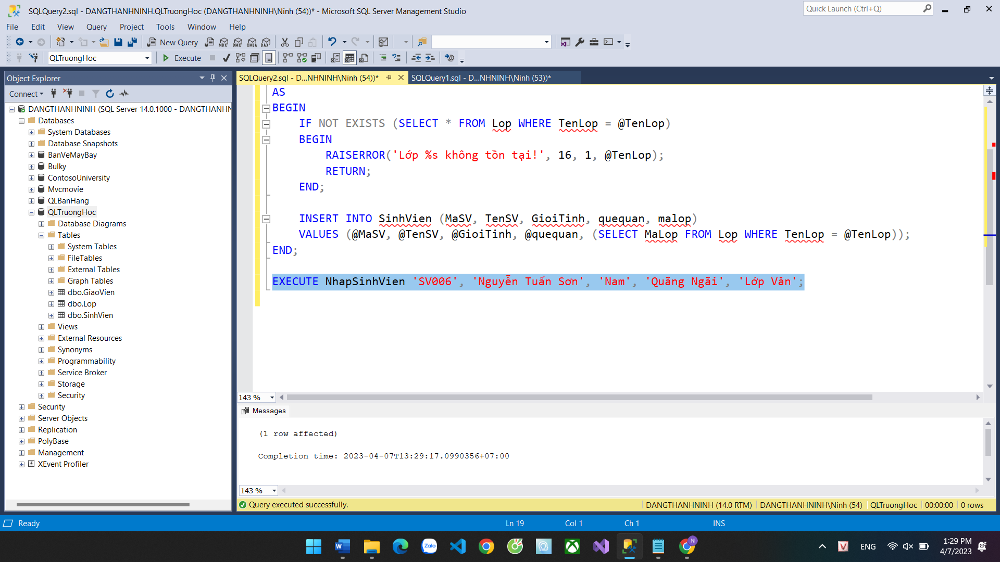 SQLQuery2.sql - DANGTHANHNINH.QLTruongHoc (DANGTHANHNINH\Ninh (54))* - Microsoft SQL Server Management Studio
Quick Launch (Ctrl+Q)
File Edit View Query Project Tools Window Help
New Query MDX DMX XMLA DAX
QLTruongHoc Execute
Object Explorer
Connect
DANGTHANHNINH (SQL Server 14.0.1000 - DANGTHANHN
Databases
System Databases
Database Snapshots
BanVeMayBay
Bulky
ContosoUniversity
Mvcmovie
QLBanHang
QLTruongHoc
Database Diagrams
Tables
System Tables
FileTables
External Tables
Graph Tables
dbo.GiaoVien
dbo.Lop
dbo.SinhVien
Views
External Resources
Synonyms
Programmability
Service Broker
Storage
Security
Security
Server Objects
Replication
PolyBase
Management
XEvent Profiler
SQLQuery2.sql - D...NHNINH\Ninh (54))* SQLQuery1.sql - D...NHNINH\Ninh (53))*
AS
BEGIN
IF NOT EXISTS (SELECT * FROM Lop WHERE TenLop = @TenLop)
BEGIN
RAISERROR('Lớp %s không tồn tại!', 16, 1, @TenLop);
RETURN;
END;
INSERT INTO SinhVien (MaSV, TenSV, GioiTinh, quequan, malop)
VALUES (@MaSV, @TenSV, @GioiTinh, @quequan, (SELECT MaLop FROM Lop WHERE TenLop = @TenLop));
END;
EXECUTE NhapSinhVien 'SV006', 'Nguyễn Tuấn Sơn', 'Nam', 'Quãng Ngãi', 'Lớp Văn';
143 %
Messages
(1 row affected)
Completion time: 2023-04-07T13:29:17.0990356+07:00
143 %
Query executed successfully. DANGTHANHNINH (14.0 RTM) DANGTHANHNINH\Ninh (54) QLTruongHoc 00:00:00 0 rows
Ready Ln 19 Col 1 Ch 1 INS
Zalo
N
V
ENG
1:29 PM
4/7/2023